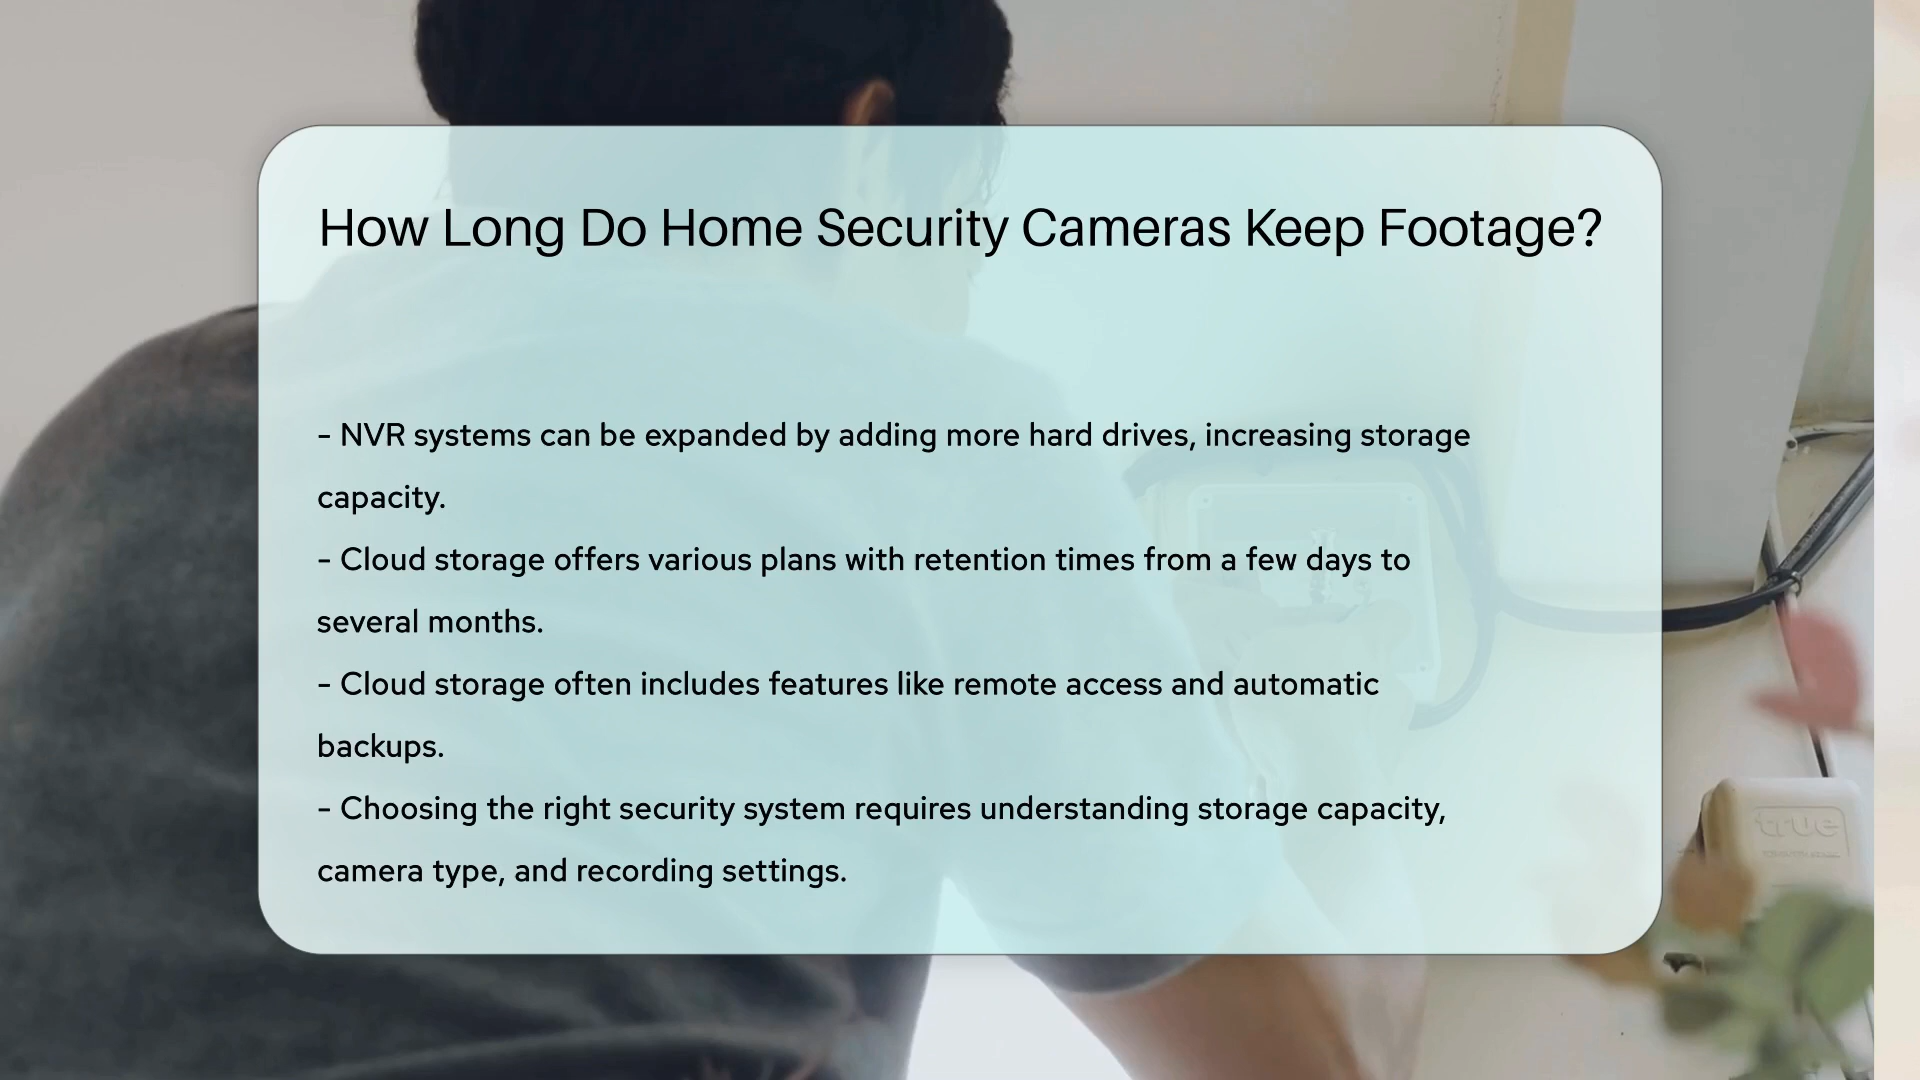 How Long Do Home Security Cameras Keep Footage?
- NVR systems can be expanded by adding more hard drives, increasing storage
capacity.
- Cloud storage offers various plans with retention times from a few days to
several months.
- Cloud storage often includes features like remote access and automatic
backups.
- Choosing the right security system requires understanding storage capacity,
camera type, and recording settings.
true